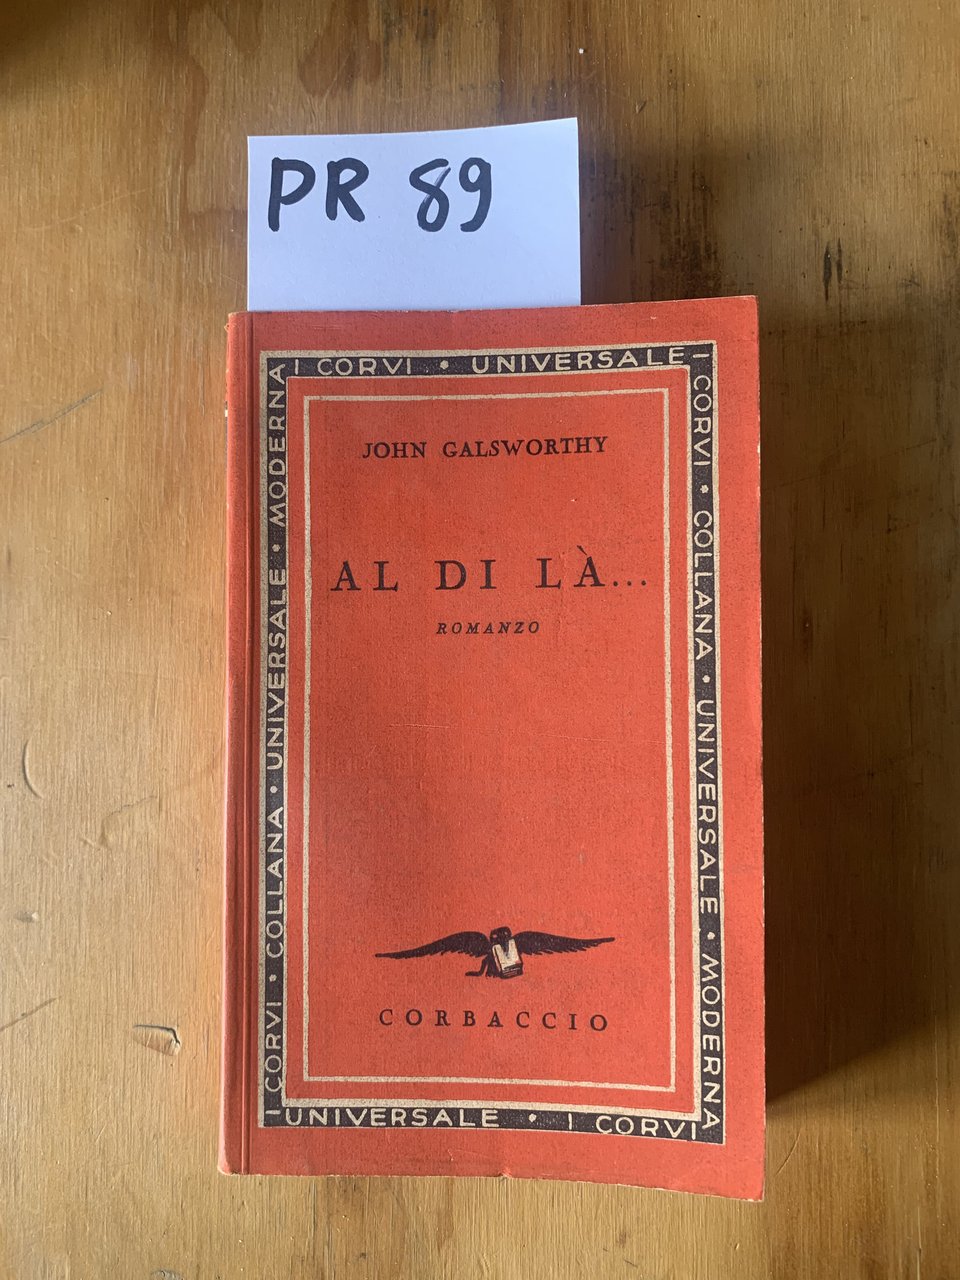 PR 89
I CORVI • UNIVERSALE
I CORVI • COLLANA • UNIVERSALE • MODERNA
I CORVI • COLLANA • UNIVERSALE • MODERNA
JOHN GALSWORTHY
AL DI LÀ...
ROMANZO
CORBACCIO
UNIVERSALE • I CORVI